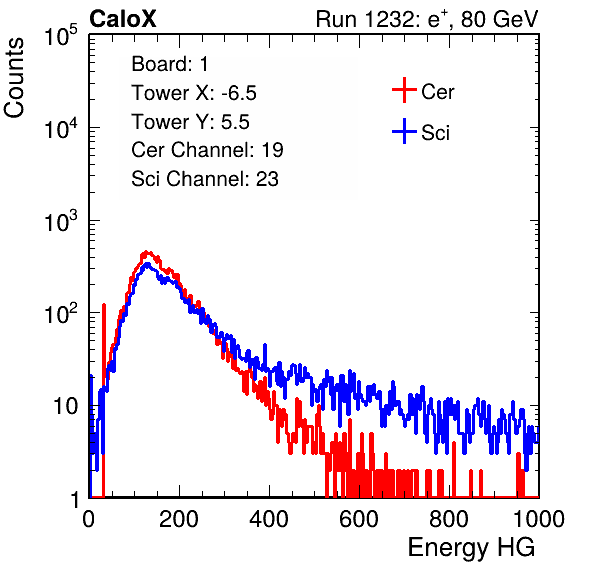 CaloX Run 1232: e⁺, 80 GeV
Counts
Board: 1
Tower X: -6.5
Tower Y: 5.5
Cer Channel: 19
Sci Channel: 23
Cer
Sci
10⁵
10⁴
10³
10²
10
1
0 200 400 600 800 1000
Energy HG